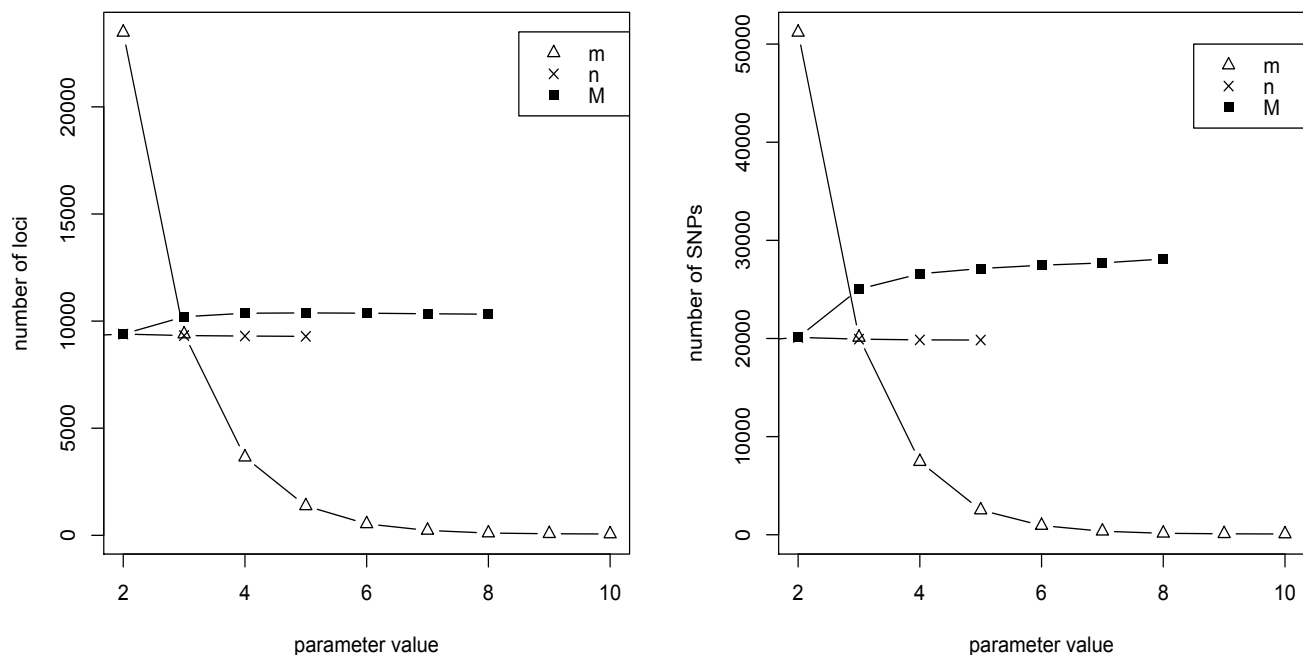 number of loci
20000
15000
10000
5000
0
m
n
M
2
4
6
8
10
parameter value
number of SNPs
50000
40000
30000
20000
10000
0
m
n
M
2
4
6
8
10
parameter value